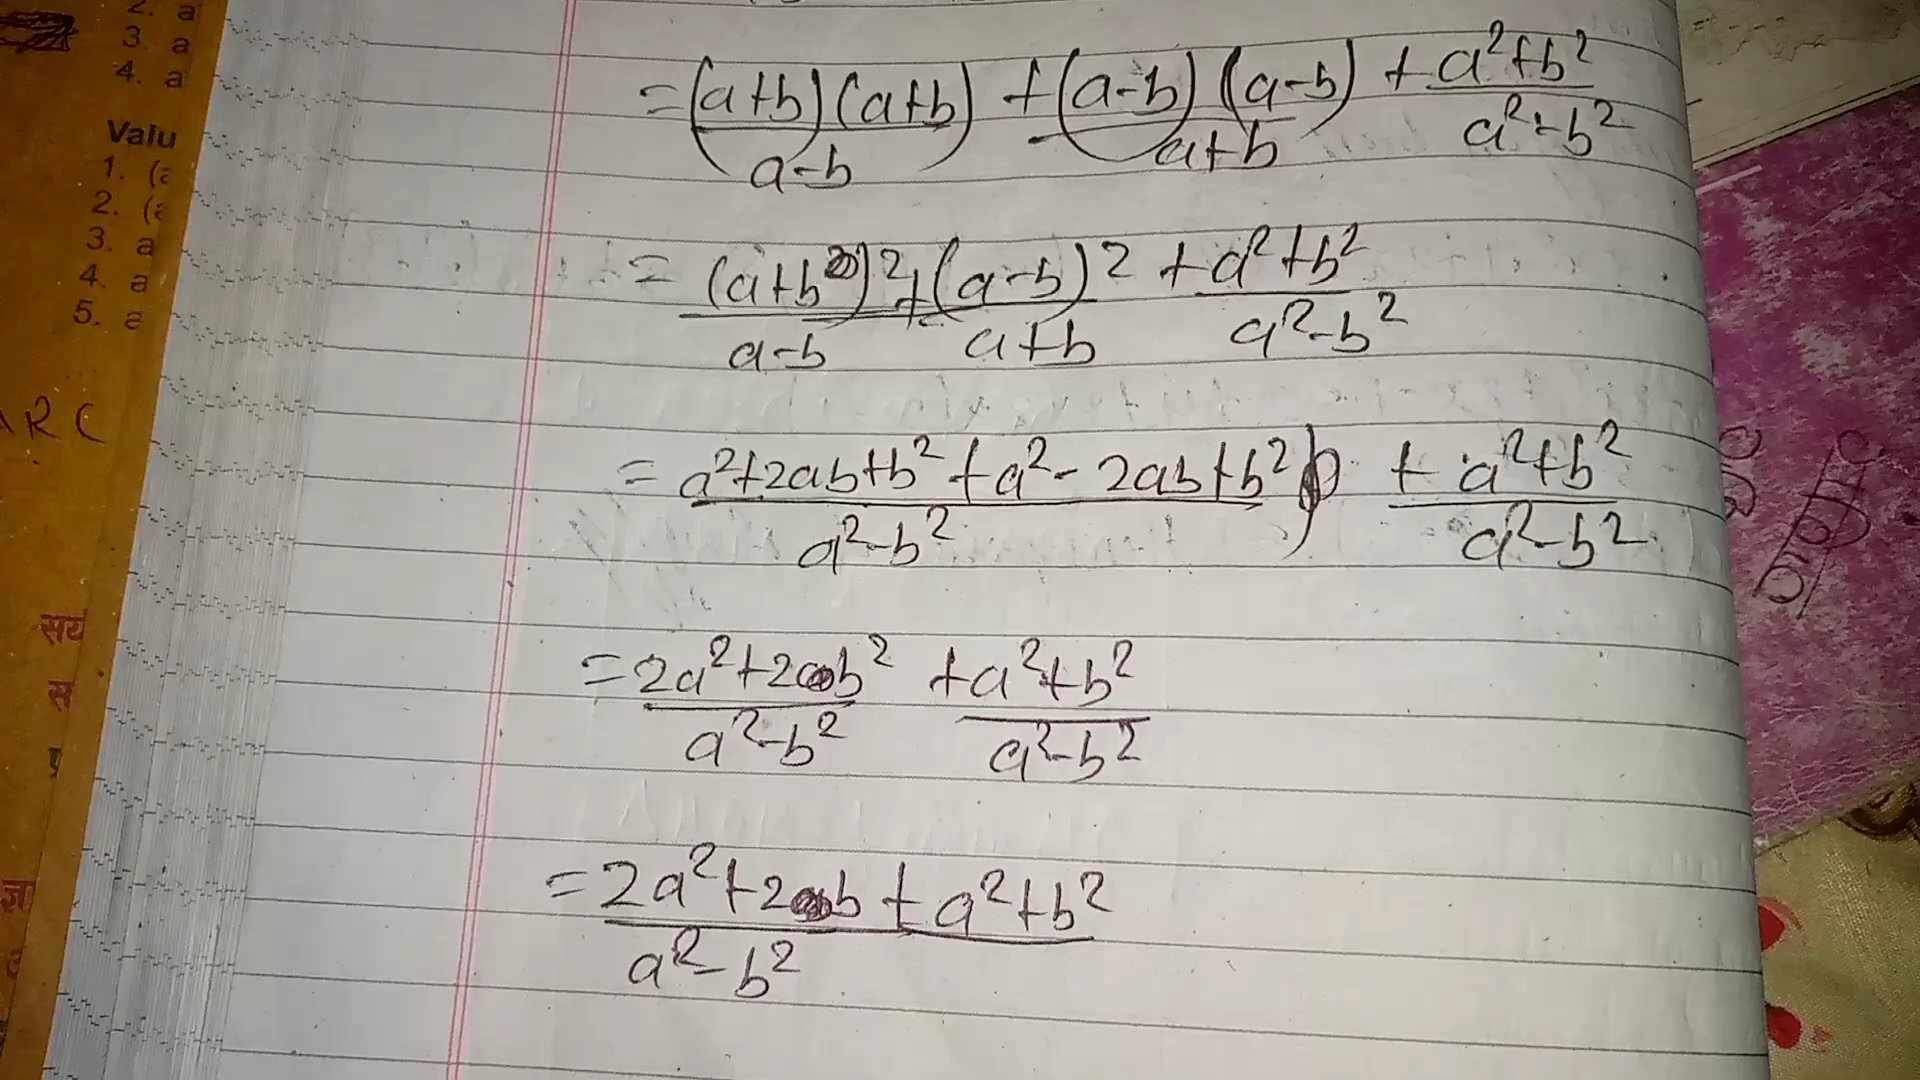 2. a
3. a
4. a
Valu
1. (a
2. (a
3. a
4. a
5. a
ARC
= (a+b)(a+b) + (a-b)(a-b) + a²+b²
a-b a+b a²-b²
= (a+b)² + (a-b)² + a²+b²
a-b a+b a²-b²
= a²+2ab+b² + a² - 2ab + b²) + a²+b²
a²-b² a²-b²
= 2a²+2b² + a²+b²
a²-b² a²-b²
= 2a²+2b + a²+b²
a²-b²